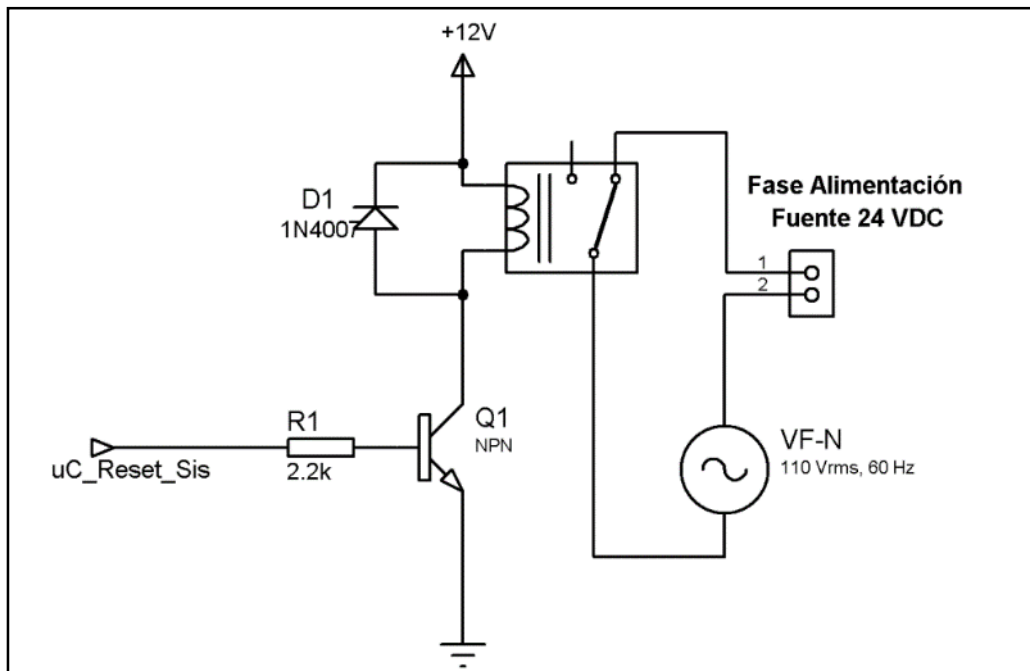 +12V
D1
1N4007
Fase Alimentación
Fuente 24 VDC
1
2
R1
2.2k
uC_Reset_Sis
Q1
NPN
VF-N
110 Vrms, 60 Hz